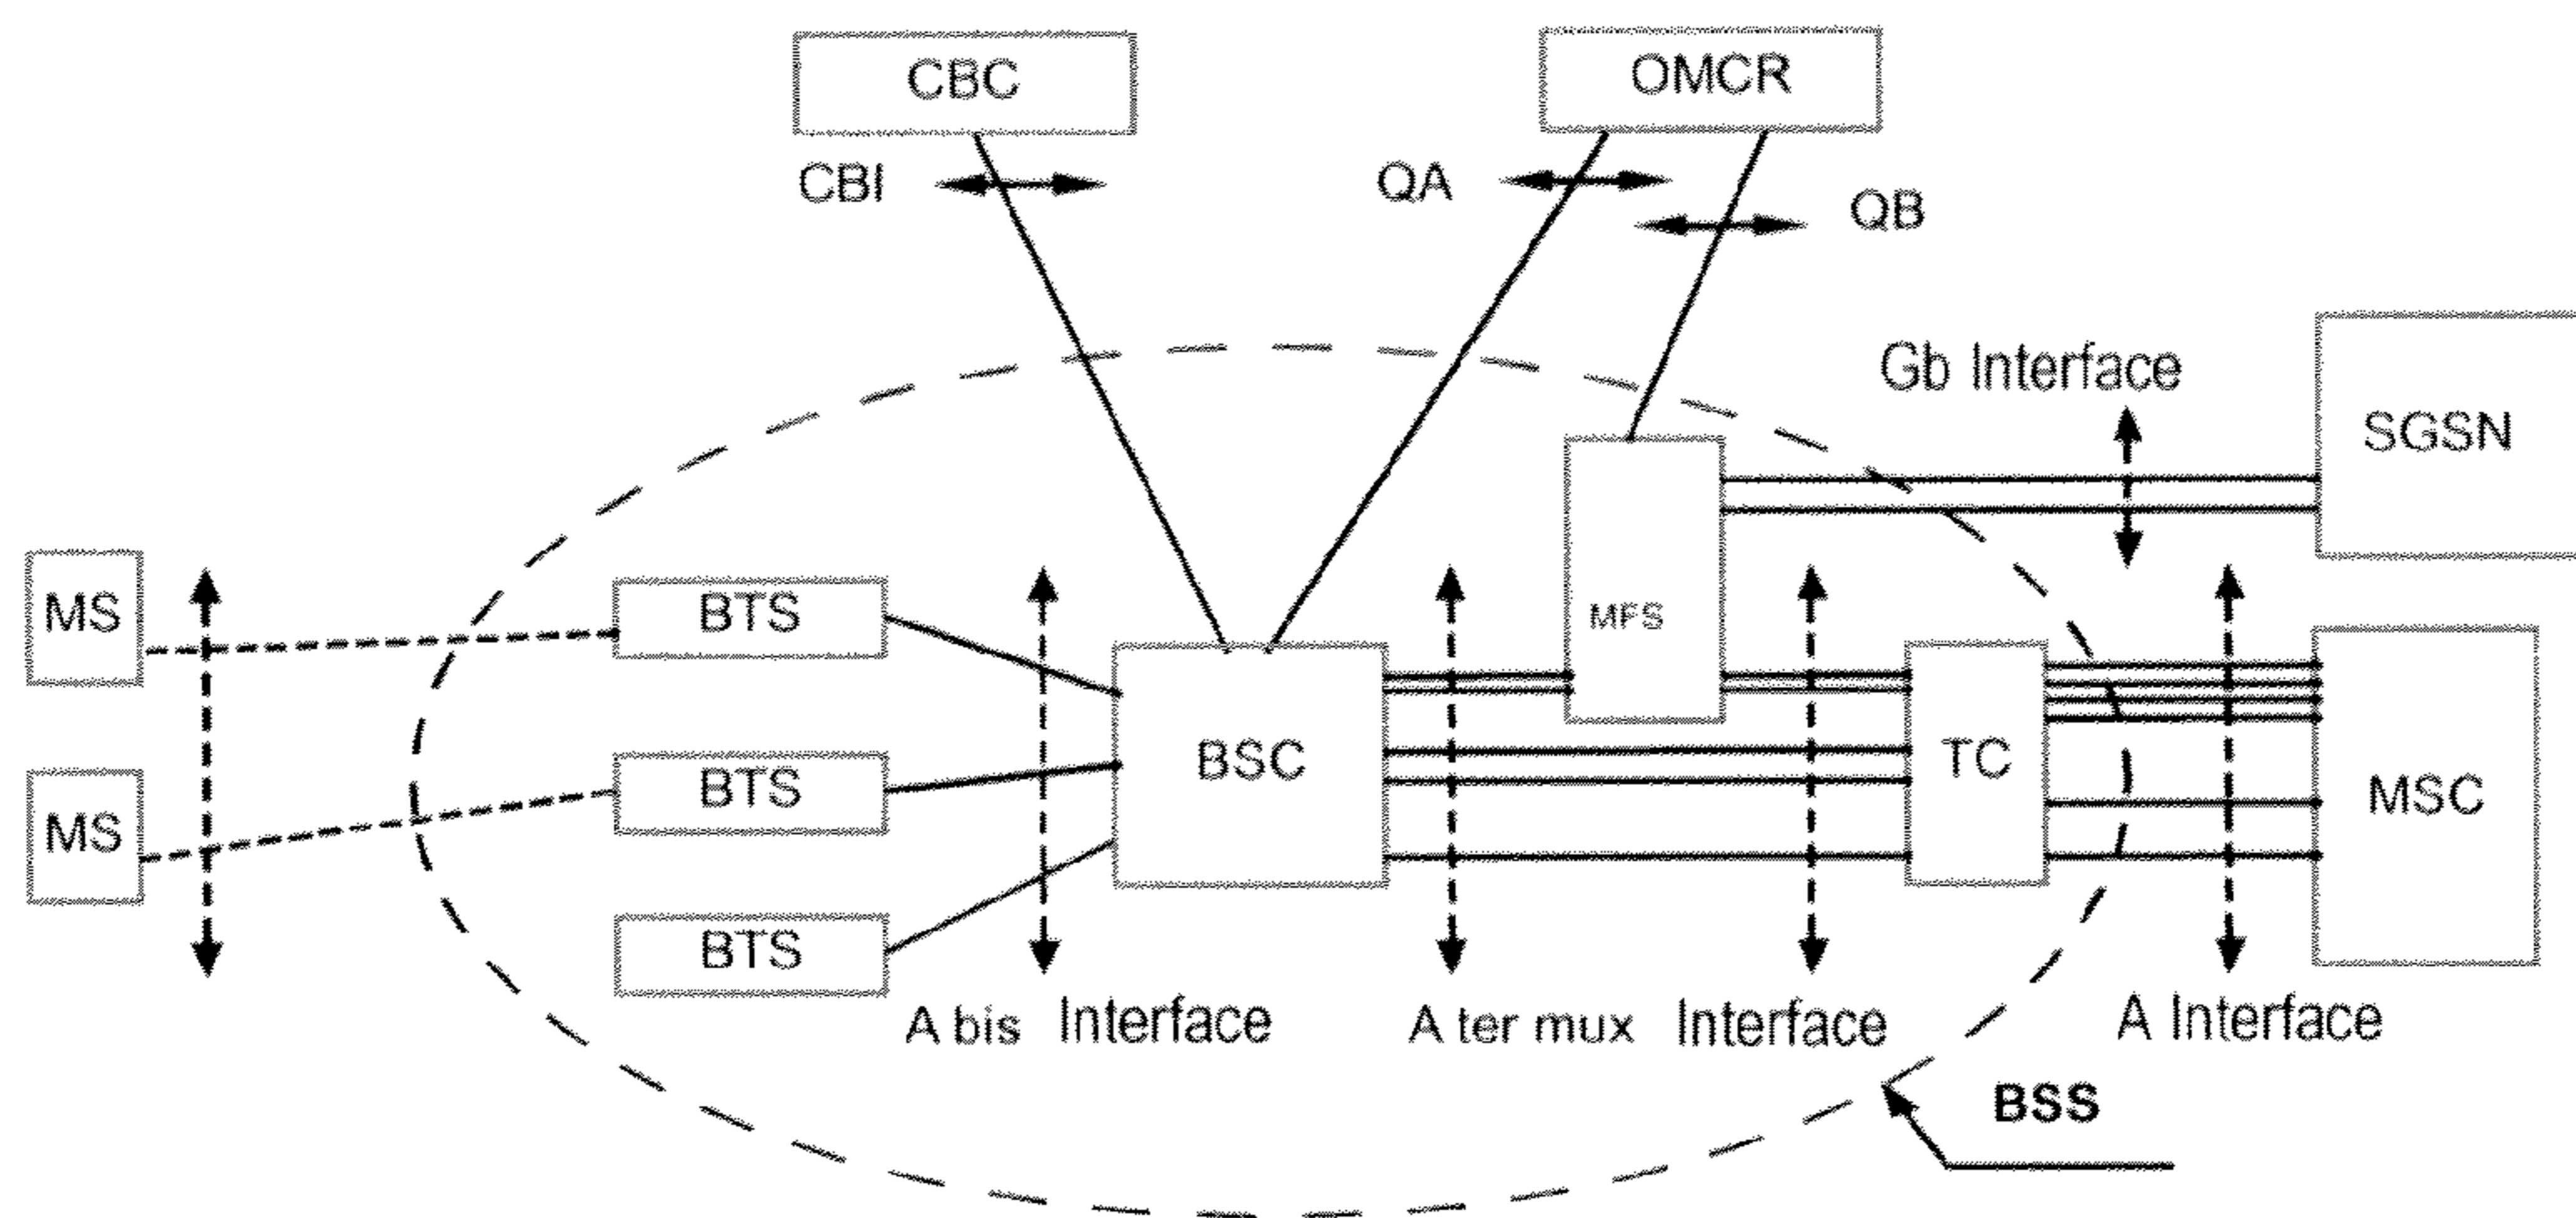 CBC
OMCR
CBI
QA
QB
Gb Interface
SGSN
MS
BTS
MFS
BSC
TC
MSC
BTS
MS
BTS
A bis Interface
A ter mux Interface
A Interface
BSS